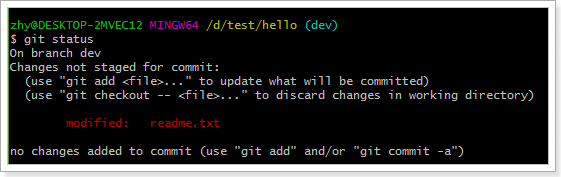 zhy@DESKTOP-2MVEC12 MINGW64 /d/test/hello (dev)
$ git status
On branch dev
Changes not staged for commit:
  (use "git add <file>..." to update what will be committed)
  (use "git checkout -- <file>..." to discard changes in working directory)
        modified:   readme.txt
no changes added to commit (use "git add" and/or "git commit -a")